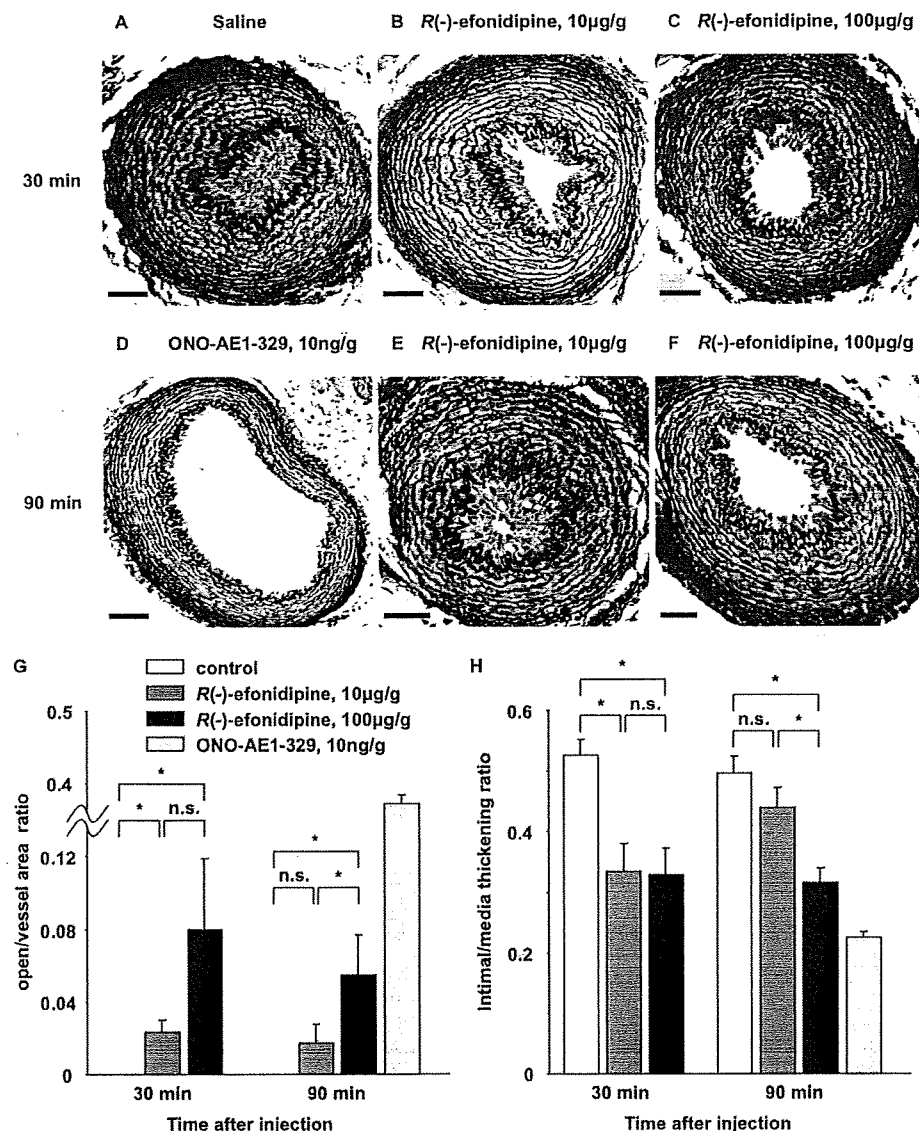 A Saline
B R(-)-efonidipine, 10μg/g
C R(-)-efonidipine, 100μg/g
30 min
D ONO-AE1-329, 10ng/g
E R(-)-efonidipine, 10μg/g
F R(-)-efonidipine, 100μg/g
90 min
G
control
R(-)-efonidipine, 10μg/g
R(-)-efonidipine, 100μg/g
ONO-AE1-329, 10ng/g
open/vessel area ratio
0.5
0.4
0.12
0.08
0.04
0
*
* n.s.
*
n.s. *
30 min 90 min
Time after injection
H
Intimal/media thickening ratio
0.6
0.4
0.2
0
*
* n.s.
*
n.s. *
30 min 90 min
Time after injection